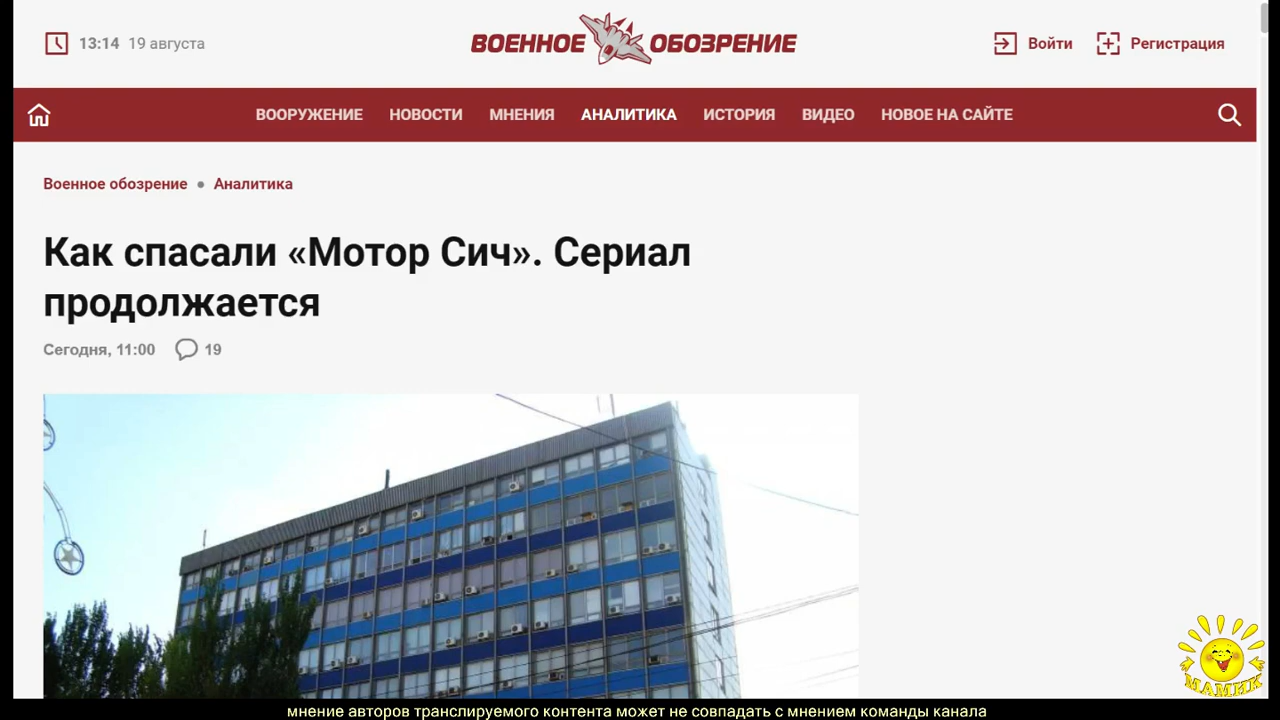 13:14 19 августа
ВОЕННОЕ ОБОЗРЕНИЕ
Войти
Регистрация
ВООРУЖЕНИЕ НОВОСТИ МНЕНИЯ АНАЛИТИКА ИСТОРИЯ ВИДЕО НОВОЕ НА САЙТЕ
Военное обозрение • Аналитика
Как спасали «Мотор Сич». Сериал
продолжается
Сегодня, 11:00 19
МАМИК
мнение авторов транслируемого контента может не совпадать с мнением команды канала